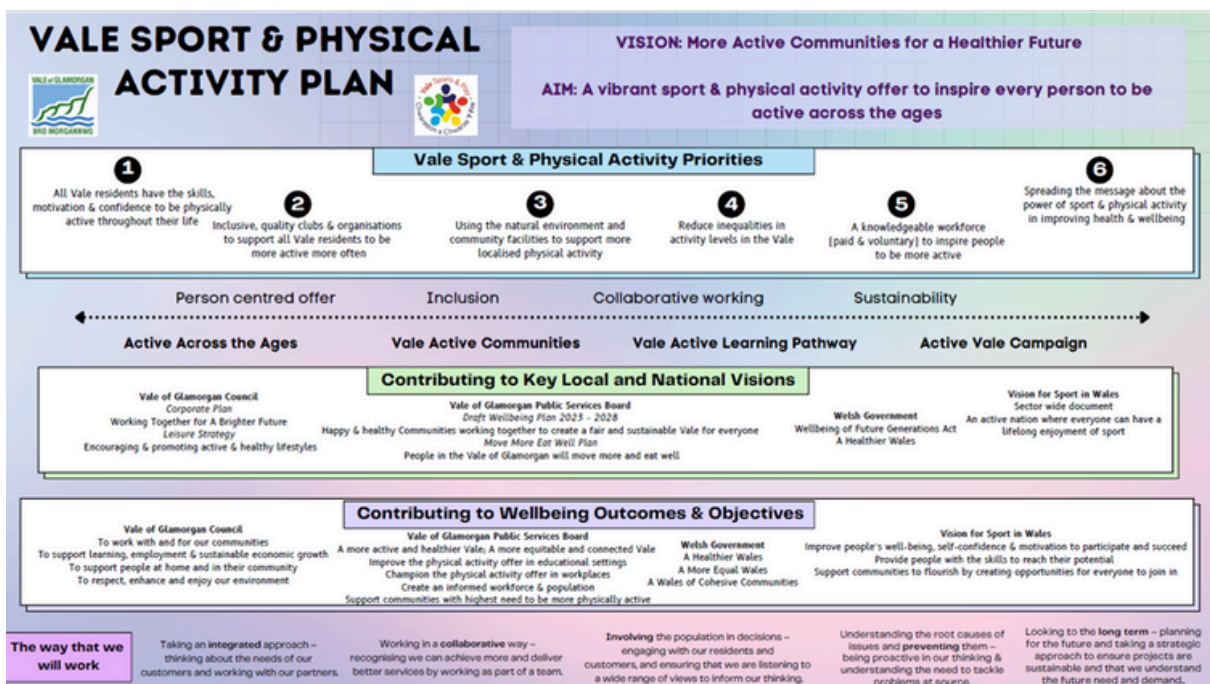 VALE SPORT & PHYSICAL
ACTIVITY PLAN
VALE of GLAMORGAN
BRO MORGANNWG
Vale Sports & Play
Chwaraeon a Chwarae Y Fro
VISION: More Active Communities for a Healthier Future
AIM: A vibrant sport & physical activity offer to inspire every person to be
active across the ages
Vale Sport & Physical Activity Priorities
1
All Vale residents have the skills,
motivation & confidence to be physically
active throughout their life
2
Inclusive, quality clubs & organisations
to support all Vale residents to be
more active more often
3
Using the natural environment and
community facilities to support more
localised physical activity
4
Reduce inequalities in
activity levels in the Vale
5
A knowledgeable workforce
[paid & voluntary] to inspire people
to be more active
6
Spreading the message about the
power of sport & physical activity
in improving health & wellbeing
Person centred offer
Inclusion
Collaborative working
Sustainability
Active Across the Ages
Vale Active Communities
Vale Active Learning Pathway
Active Vale Campaign
Contributing to Key Local and National Visions
Vale of Glamorgan Council
Corporate Plan
Working Together for A Brighter Future
Leisure Strategy
Encouraging & promoting active & healthy lifestyles
Vale of Glamorgan Public Services Board
Draft Wellbeing Plan 2023 - 2028
Happy & healthy Communities working together to create a fair and sustainable Vale for everyone
Move More Eat Well Plan
People in the Vale of Glamorgan will move more and eat well
Welsh Government
Wellbeing of Future Generations Act
A Healthier Wales
Vision for Sport in Wales
Sector wide document
An active nation where everyone can have a
lifelong enjoyment of sport
Contributing to Wellbeing Outcomes & Objectives
Vale of Glamorgan Council
To work with and for our communities
To support learning, employment & sustainable economic growth
To support people at home and in their community
To respect, enhance and enjoy our environment
Vale of Glamorgan Public Services Board
A more active and healthier Vale; A more equitable and connected Vale
Improve the physical activity offer in educational settings
Champion the physical activity offer in workplaces
Create an informed workforce & population
Support communities with highest need to be more physically active
Welsh Government
A Healthier Wales
A More Equal Wales
A Wales of Cohesive Communities
Vision for Sport in Wales
Improve people's well-being, self-confidence & motivation to participate and succeed
Provide people with the skills to reach their potential
Support communities to flourish by creating opportunities for everyone to join in
The way that we
will work
Taking an integrated approach –
thinking about the needs of our
customers and working with our partners.
Working in a collaborative way –
recognising we can achieve more and deliver
better services by working as part of a team.
Involving the population in decisions –
engaging with our residents and
customers, and ensuring that we are listening to
a wide range of views to inform our thinking.
Understanding the root causes of
issues and preventing them –
being proactive in our thinking &
understanding the need to tackle
problems at source.
Looking to the long term – planning
for the future and taking a strategic
approach to ensure projects are
sustainable and that we understand
the future need and demand.